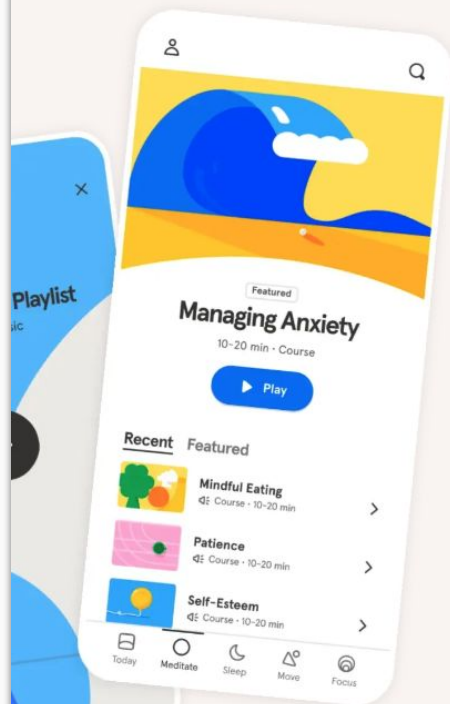 Playlist
Featured
Managing Anxiety
10-20 min · Course
Play
Recent Featured
Mindful Eating
Course · 10-20 min
Patience
Course · 10-20 min
Self-Esteem
Course · 10-20 min
Today Meditate Sleep Move Focus